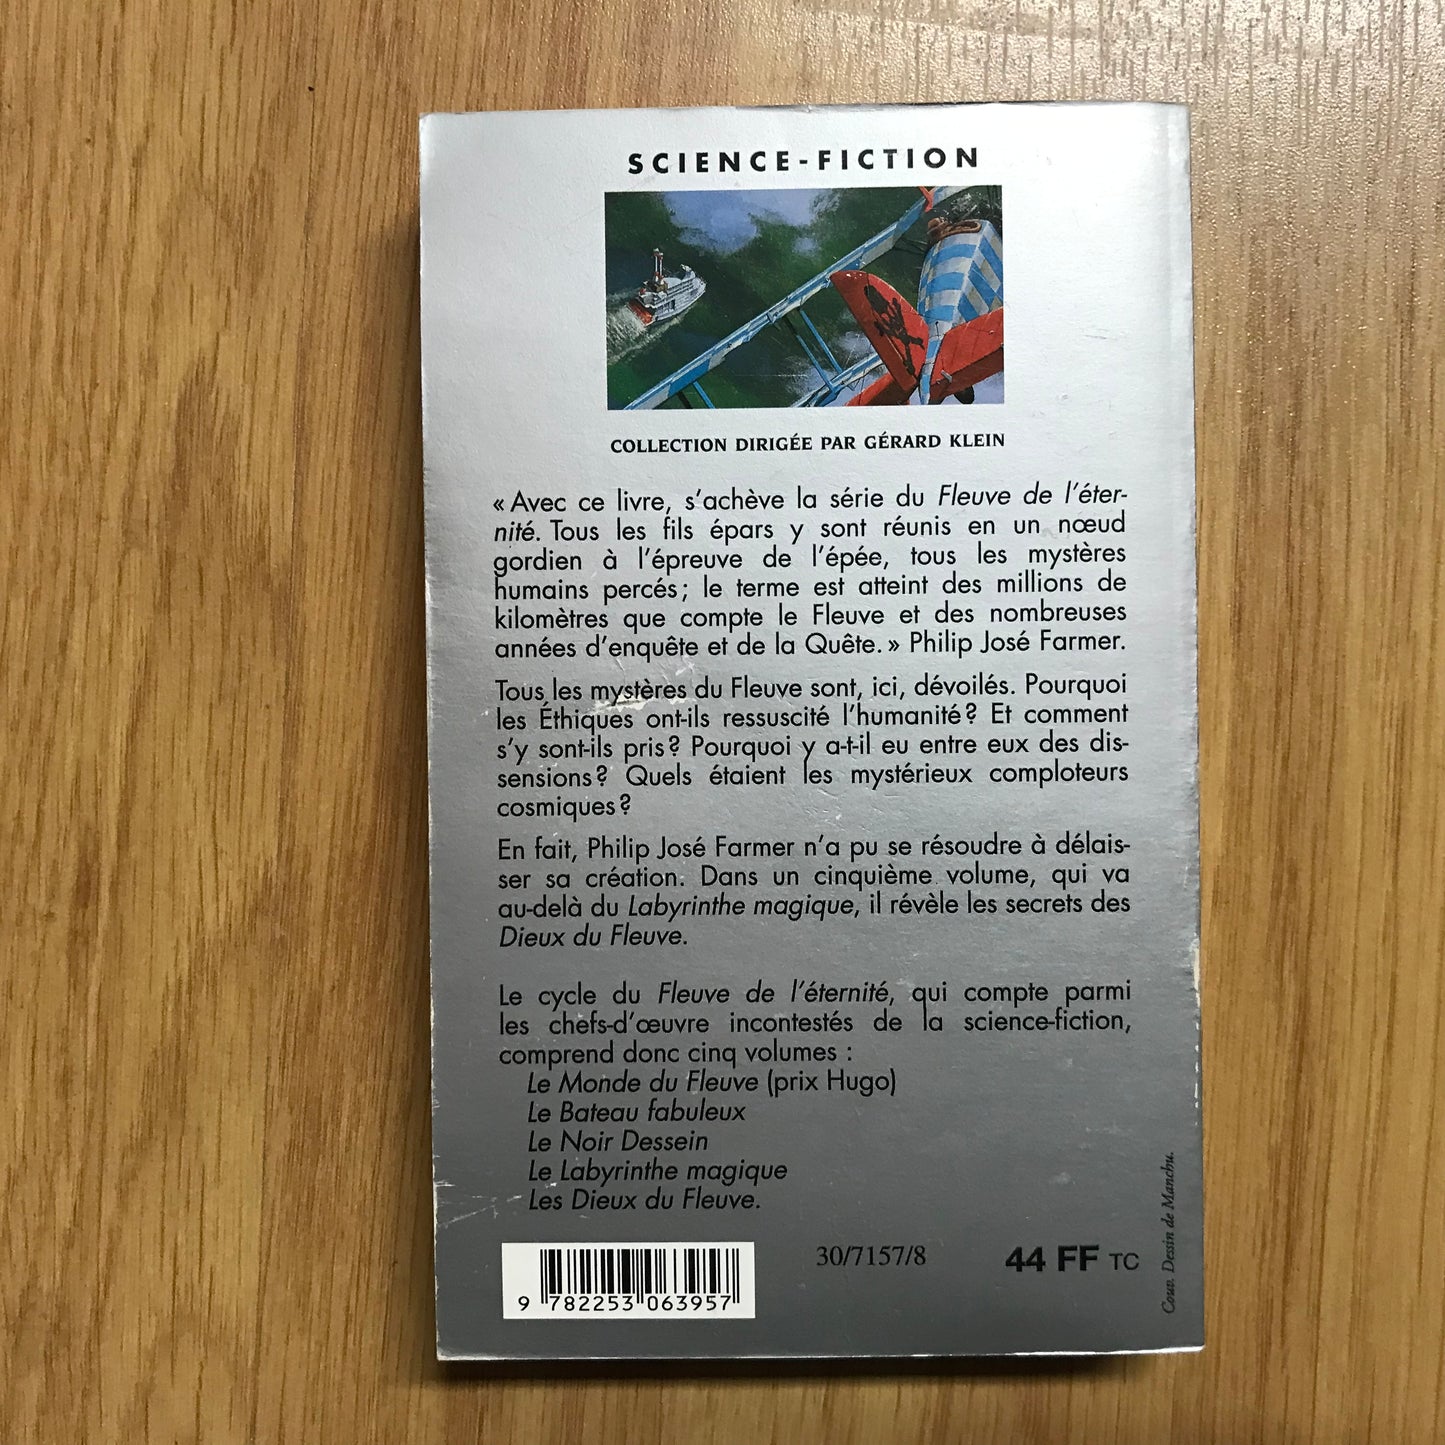 SCIENCE-FICTION
COLLECTION DIRIGÉE PAR GÉRARD KLEIN
« Avec ce livre, s'achève la série du Fleuve de l'éter-
nité. Tous les fils épars y sont réunis en un nœud
gordien à l'épreuve de l'épée, tous les mystères
humains percés ; le terme est atteint des millions de
kilomètres que compte le Fleuve et des nombreuses
années d'enquête et de la Quête. » Philip José Farmer.
Tous les mystères du Fleuve sont, ici, dévoilés. Pourquoi
les Éthiques ont-ils ressuscité l'humanité ? Et comment
s'y sont-ils pris ? Pourquoi y a-t-il eu entre eux des dis-
sensions ? Quels étaient les mystérieux comploteurs
cosmiques ?
En fait, Philip José Farmer n'a pu se résoudre à délais-
ser sa création. Dans un cinquième volume, qui va
au-delà du Labyrinthe magique, il révèle les secrets des
Dieux du Fleuve.
Le cycle du Fleuve de l'éternité, qui compte parmi
les chefs-d'œuvre incontestés de la science-fiction,
comprend donc cinq volumes :
Le Monde du Fleuve (prix Hugo)
Le Bateau fabuleux
Le Noir Dessein
Le Labyrinthe magique
Les Dieux du Fleuve.
Couv. Dessin de Manchu.
30/7157/8
44 FF TC
9 782253 063957